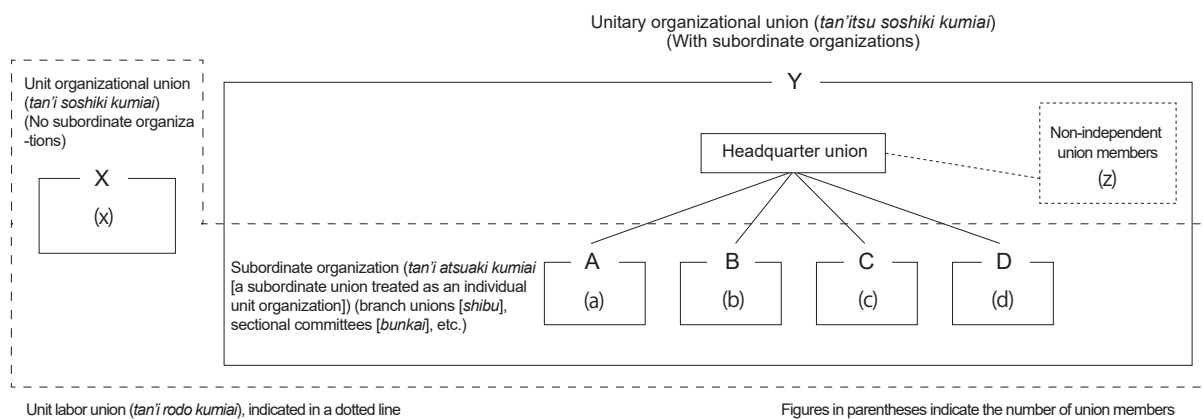 Unitary organizational union (tan’itsu soshiki kumiai)
(With subordinate organizations)
Unit organizational union
(tan’i soshiki kumiai)
(No subordinate organiza
-tions)
X
(x)
Y
Headquarter union
Non-independent
union members
(z)
Subordinate organization (tan’i atsuaki kumiai
[a subordinate union treated as an individual
unit organization]) (branch unions [shibu],
sectional committees [bunkai], etc.)
A
(a)
B
(b)
C
(c)
D
(d)
Unit labor union (tan’i rodo kumiai), indicated in a dotted line
Figures in parentheses indicate the number of union members